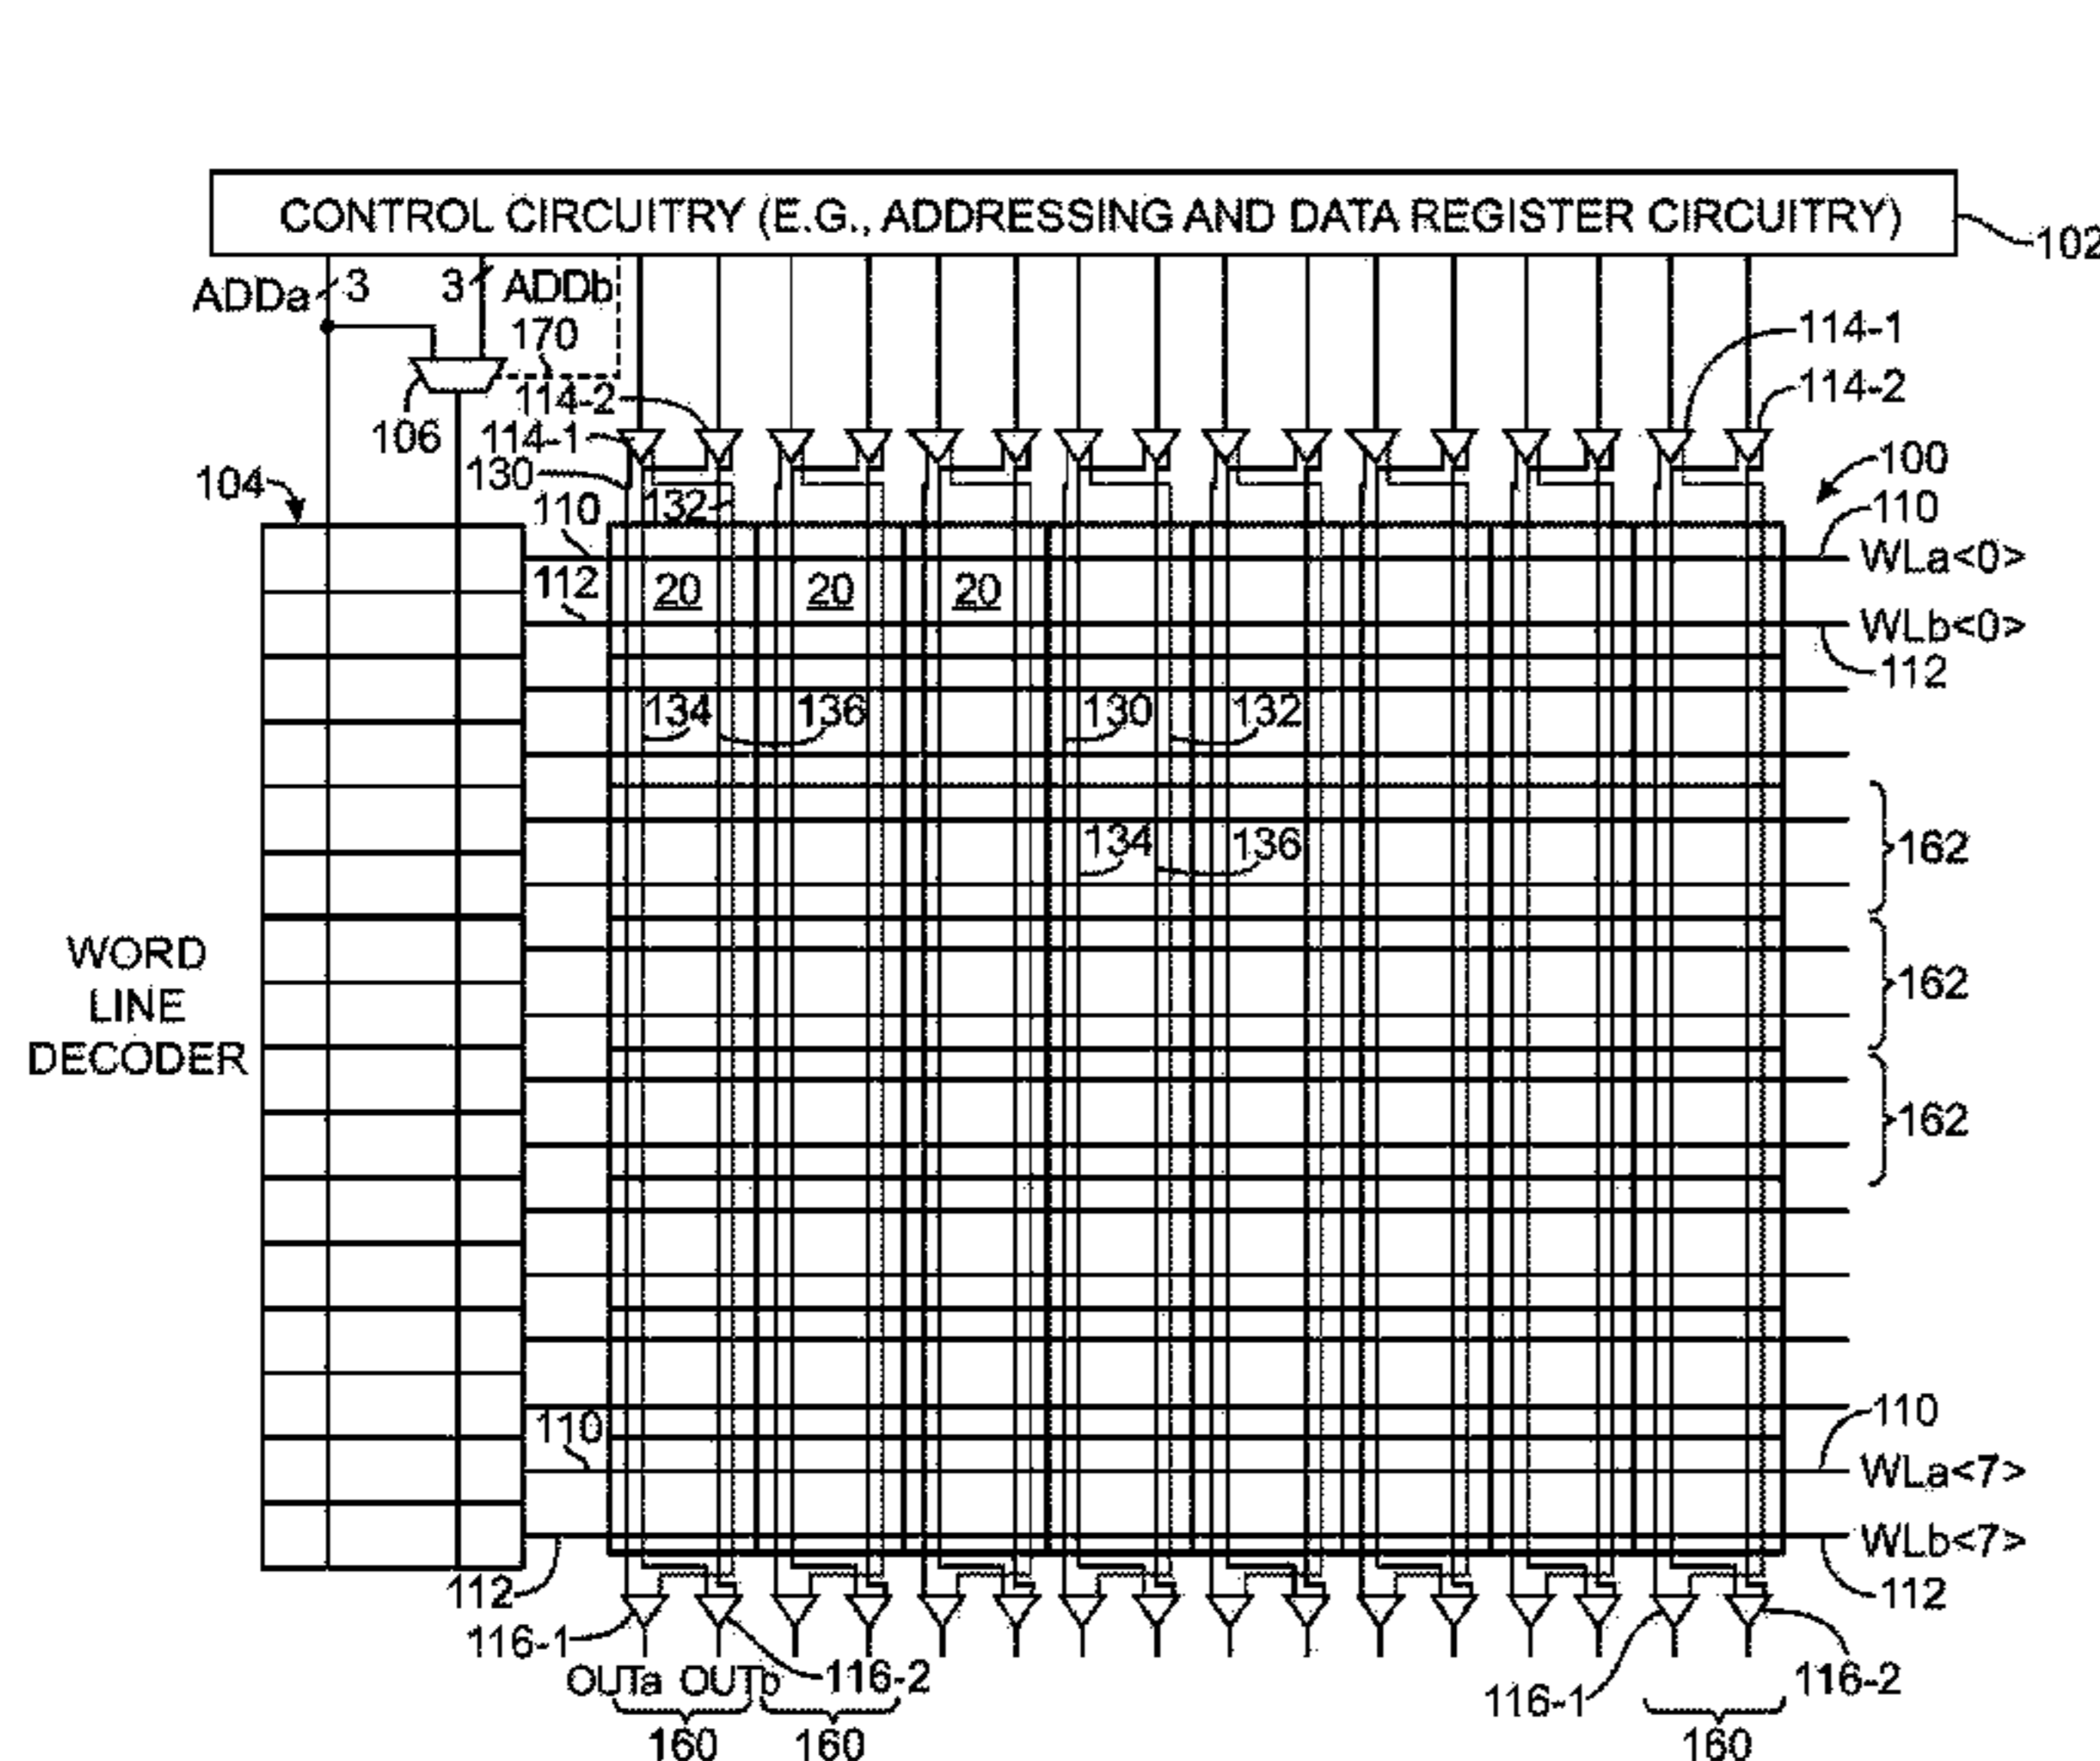 CONTROL CIRCUITRY (E.G., ADDRESSING AND DATA REGISTER CIRCUITRY)
102
ADDa 3 3 ADDb
170
114-1
114-2
114-2
106 114-1
130
100
104
132
110
110
WLa<0>
112 20 20 20
WLb<0>
112
134 136 130 132
134 136
162
WORD
LINE
DECODER
162
162
110
110
WLa<7>
WLb<7>
112
112
116-1
116-2
116-2
116-1
OUTa OUTb
160 160 160